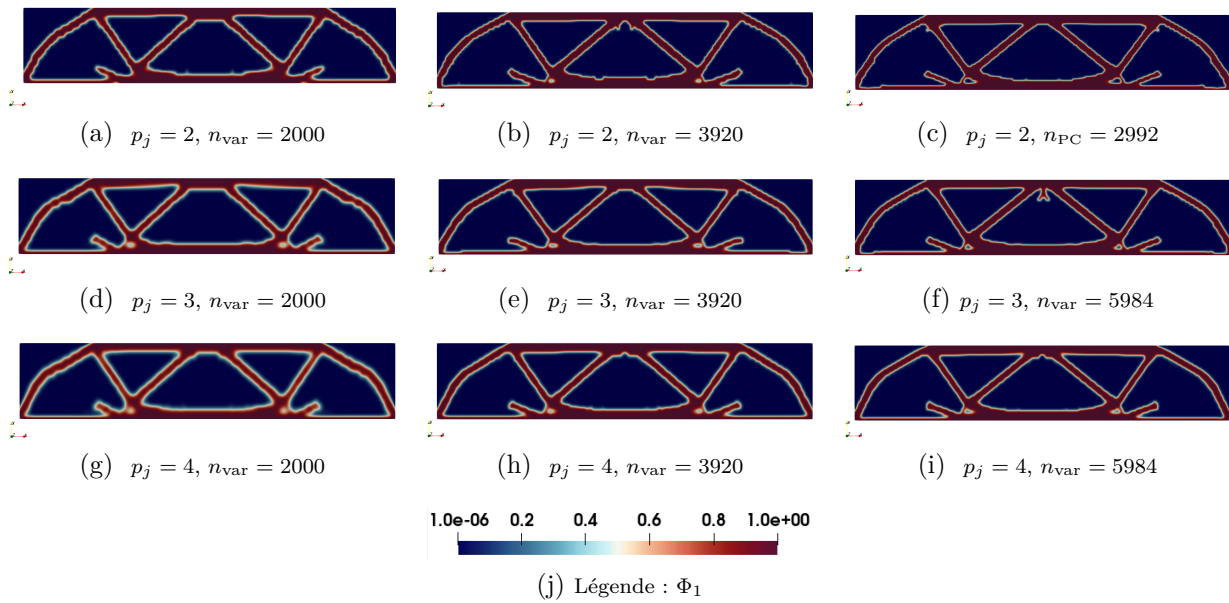 (a) p_j = 2, n_var = 2000
(b) p_j = 2, n_var = 3920
(c) p_j = 2, n_PC = 2992
(d) p_j = 3, n_var = 2000
(e) p_j = 3, n_var = 3920
(f) p_j = 3, n_var = 5984
(g) p_j = 4, n_var = 2000
(h) p_j = 4, n_var = 3920
(i) p_j = 4, n_var = 5984
1.0e-06 0.2 0.4 0.6 0.8 1.0e+00
(j) Légende : Φ_1